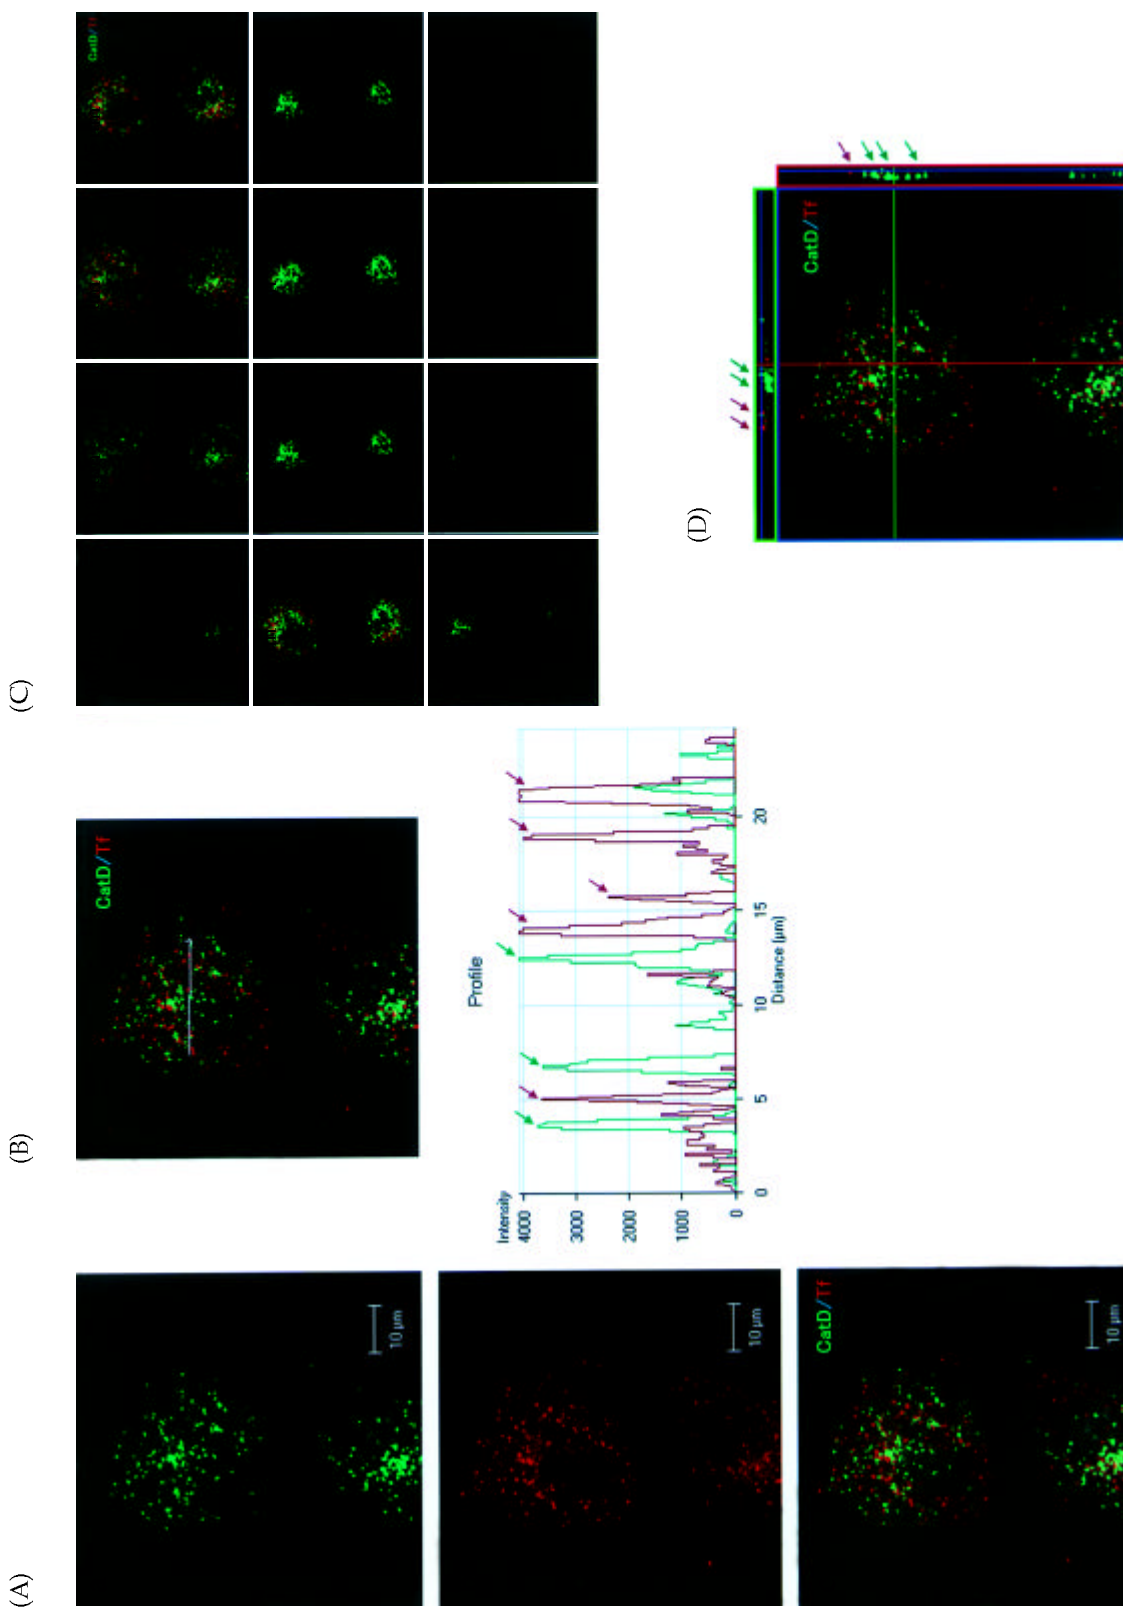 (A)
10 µm
10 µm
CatD/Tf
10 µm
(B)
CatD/Tf
Profile
Intensity
4000
3000
2000
1000
0
0
5
10
15
20
Distance (µm)
(C)
CatD/Tf
(D)
CatD/Tf